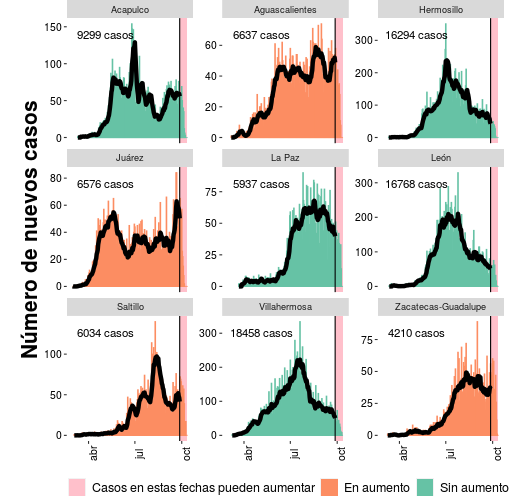 Número de nuevos casos
Acapulco
Aguascalientes
Hermosillo
9299 casos
6637 casos
16294 casos
150
100
50
0
60
40
20
0
300
200
100
0
Juárez
La Paz
León
6576 casos
5937 casos
16768 casos
80
60
40
20
0
75
50
25
0
300
200
100
0
Saltillo
Villahermosa
Zacatecas-Guadalupe
6034 casos
18458 casos
4210 casos
100
50
0
300
200
100
0
75
50
25
0
abr
jul
oct
abr
jul
oct
abr
jul
oct
Casos en estas fechas pueden aumentar
En aumento
Sin aumento